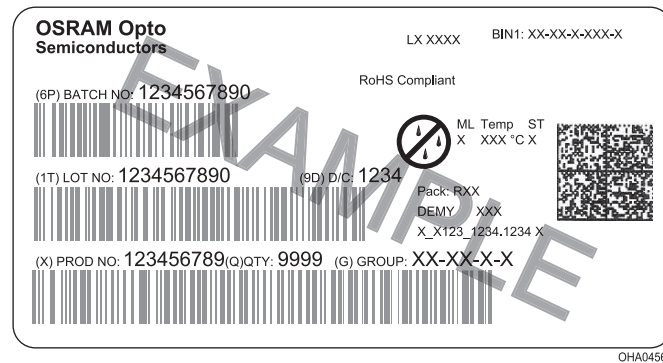 OSRAM Opto
Semiconductors
LX XXXX
BIN1: XX-XX-X-XXX-X
RoHS Compliant
(6P) BATCH NO: 1234567890
ML Temp ST
X XXX °C X
(1T) LOT NO: 1234567890
(9D) D/C: 1234
Pack: RXX
DEMY XXX
X_X123_1234.1234 X
(X) PROD NO: 123456789(Q)QTY: 9999
(G) GROUP: XX-XX-X-X
EXAMPLE